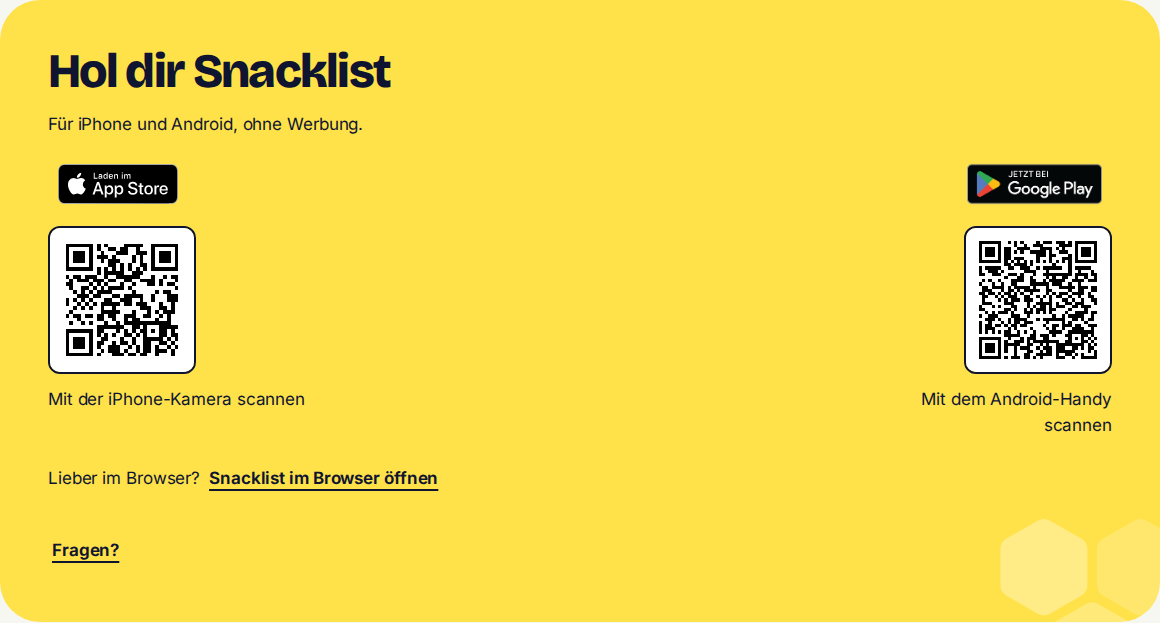 Hol dir Snacklist
Für iPhone und Android, ohne Werbung.
Laden im
App Store
JETZT BEI
Google Play
Mit der iPhone-Kamera scannen
Mit dem Android-Handy
scannen
Lieber im Browser? Snacklist im Browser öffnen
Fragen?